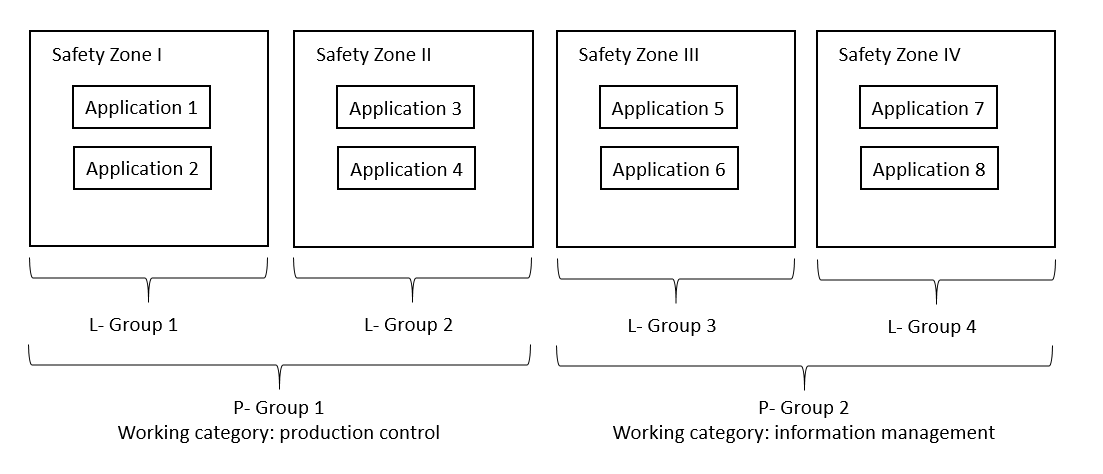 Safety Zone I
Application 1
Application 2
Safety Zone II
Application 3
Application 4
Safety Zone III
Application 5
Application 6
Safety Zone IV
Application 7
Application 8
L- Group 1
L- Group 2
L- Group 3
L- Group 4
P- Group 1
Working category: production control
P- Group 2
Working category: information management